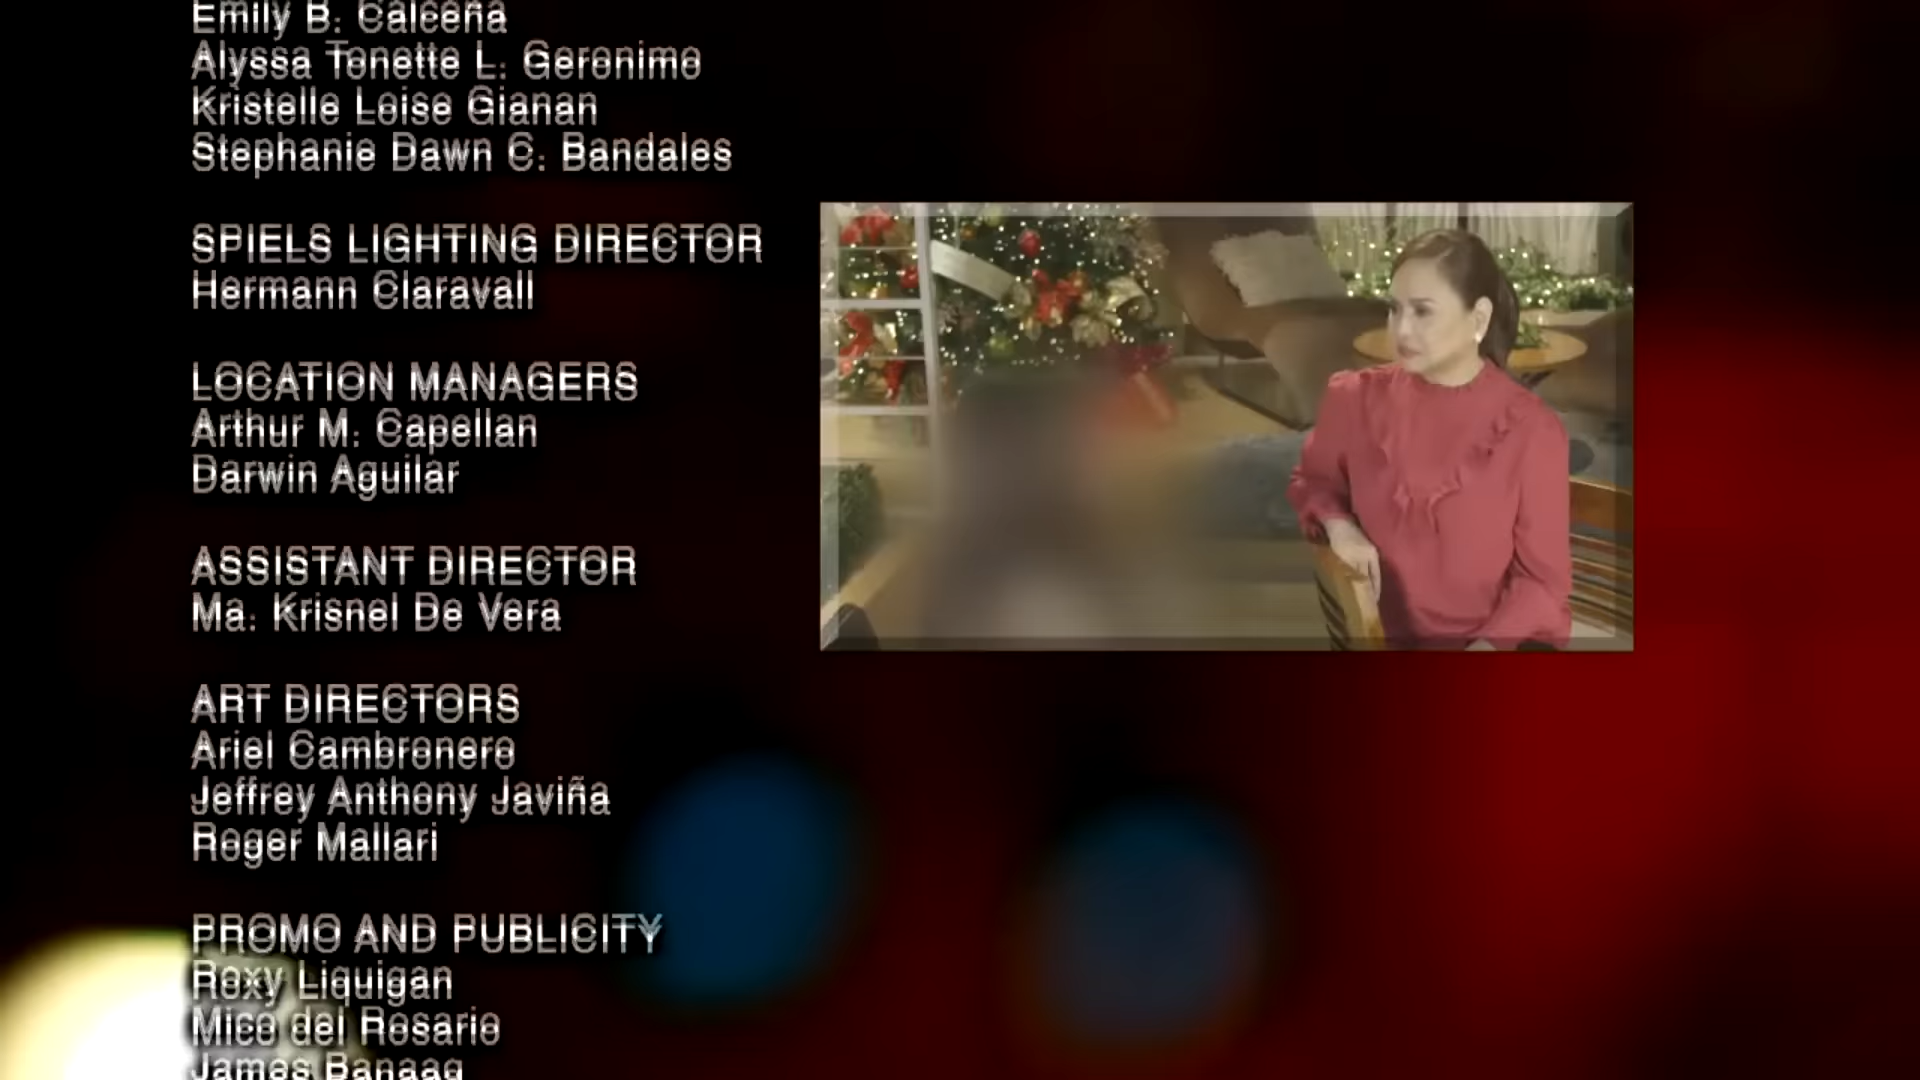 Emily B. Calceña
Alyssa Tonette L. Geronimo
Kristelle Loise Gianan
Stephanie Dawn C. Bandales
SPIELS LIGHTING DIRECTOR
Hermann Claravall
LOCATION MANAGERS
Arthur M. Capellan
Darwin Aguilar
ASSISTANT DIRECTOR
Ma. Krisnel De Vera
ART DIRECTORS
Ariel Cambronero
Jeffrey Anthony Javiña
Roger Mallari
PROMO AND PUBLICITY
Roxy Liquigan
Mico del Rosario
James Banaag